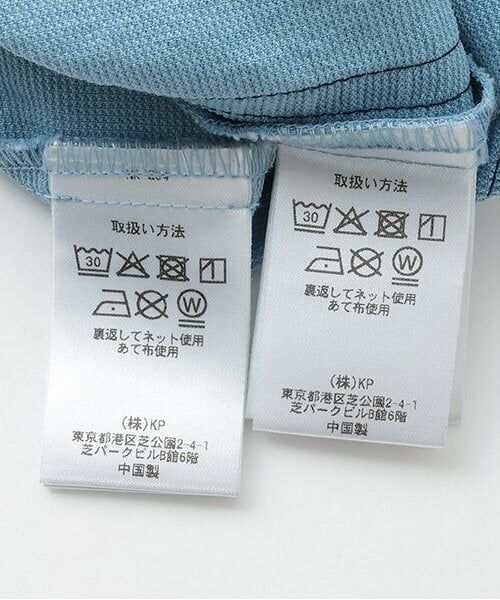 取扱い方法
30
W
裏返してネット使用
あて布使用
(株)KP
東京都港区芝公園2-4-1
芝パークビルB館6階
中国製
取扱い方法
30
W
裏返してネット使用
あて布使用
(株)KP
東京都港区芝公園2-4-1
芝パークビルB館6階
中国製